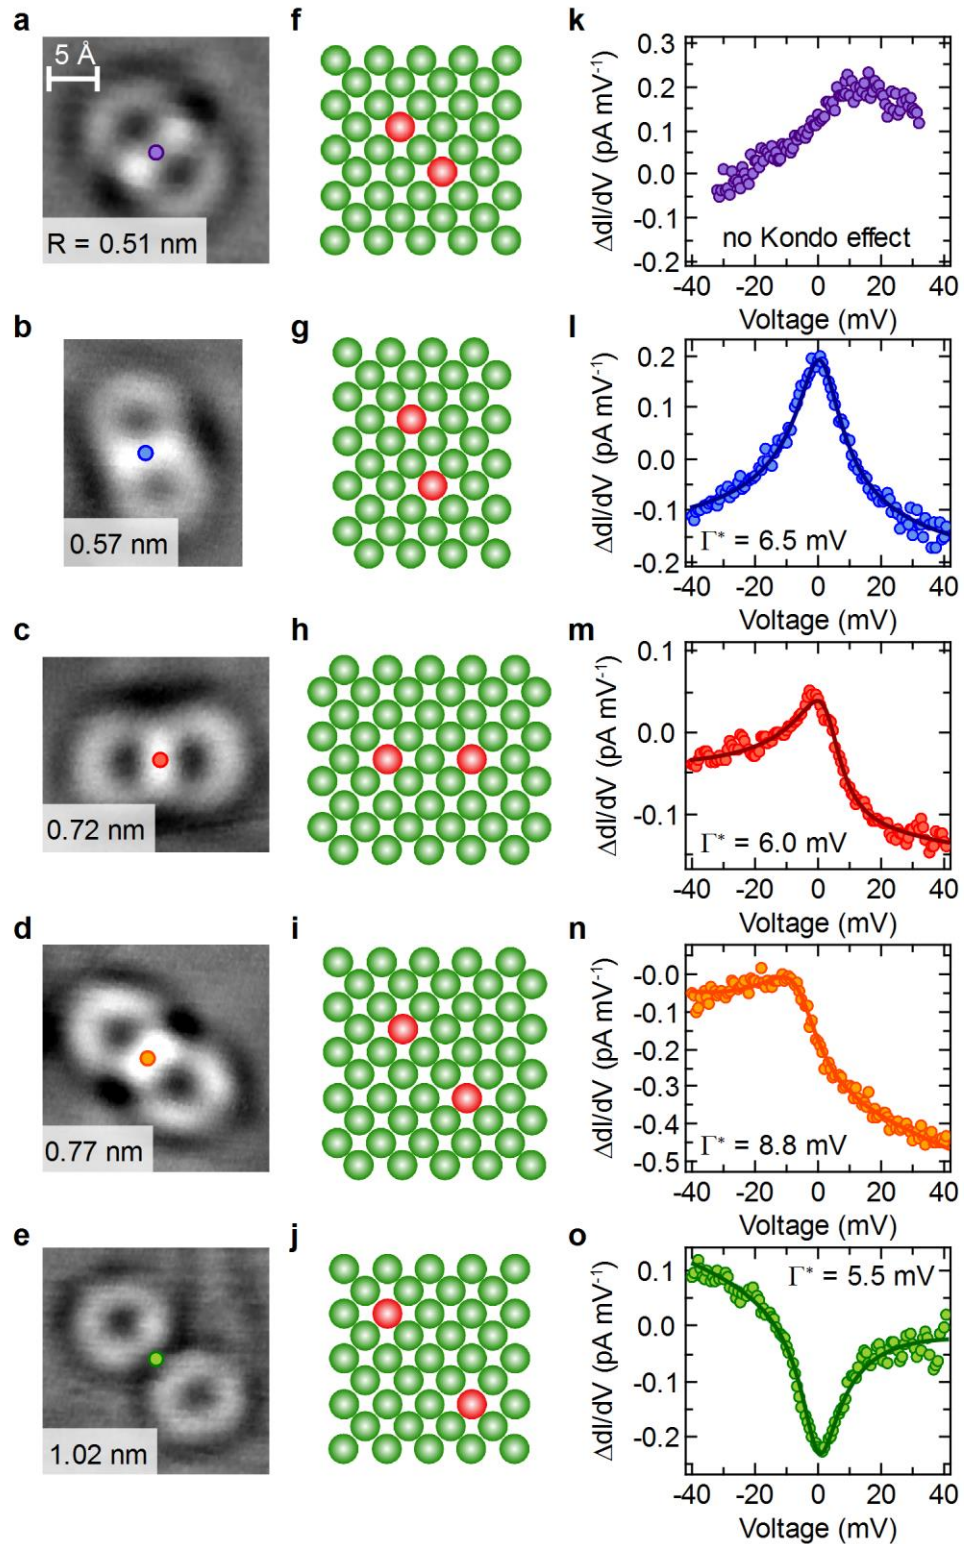 a
5 Å
R = 0.51 nm
f
k
ΔdI/dV (pA mV⁻¹)
0.3
0.2
0.1
0.0
-0.1
-0.2
no Kondo effect
-40 -20 0 20 40
Voltage (mV)
b
0.57 nm
g
l
ΔdI/dV (pA mV⁻¹)
0.2
0.1
0.0
-0.1
-0.2
Γ* = 6.5 mV
-40 -20 0 20 40
Voltage (mV)
c
0.72 nm
h
m
ΔdI/dV (pA mV⁻¹)
0.1
0.0
-0.1
Γ* = 6.0 mV
-40 -20 0 20 40
Voltage (mV)
d
0.77 nm
i
n
ΔdI/dV (pA mV⁻¹)
-0.0
-0.1
-0.2
-0.3
-0.4
-0.5
Γ* = 8.8 mV
-40 -20 0 20 40
Voltage (mV)
e
1.02 nm
j
o
ΔdI/dV (pA mV⁻¹)
0.1
0.0
-0.1
-0.2
Γ* = 5.5 mV
-40 -20 0 20 40
Voltage (mV)